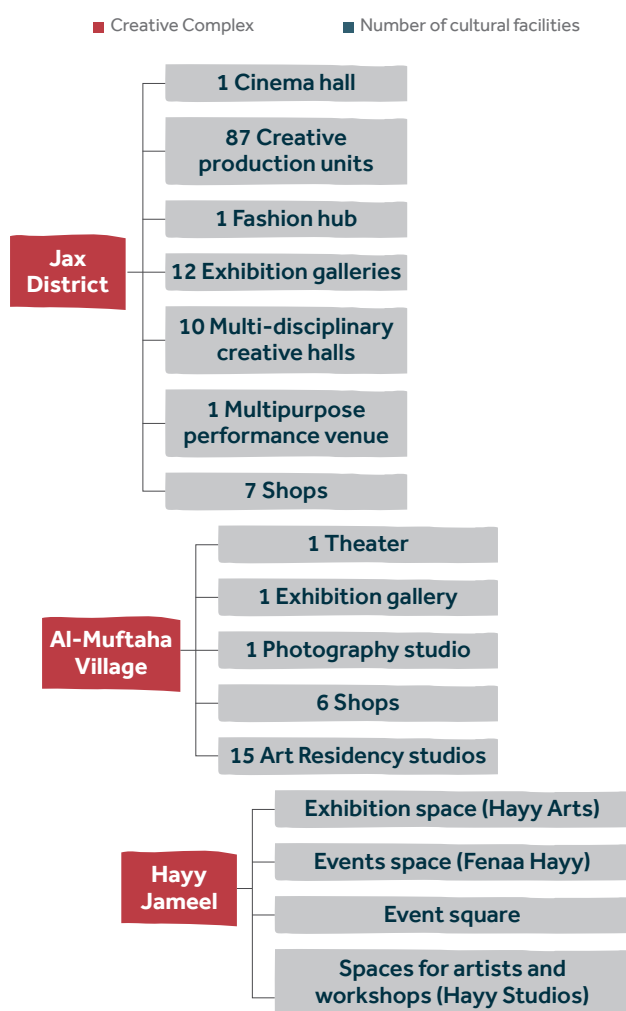 Creative Complex
Number of cultural facilities
Jax
District
1 Cinema hall
87 Creative
production units
1 Fashion hub
12 Exhibition galleries
10 Multi-disciplinary
creative halls
1 Multipurpose
performance venue
7 Shops
Al-Muftaha
Village
1 Theater
1 Exhibition gallery
1 Photography studio
6 Shops
15 Art Residency studios
Hayy
Jameel
Exhibition space (Hayy Arts)
Events space (Fenaa Hayy)
Event square
Spaces for artists and
workshops (Hayy Studios)